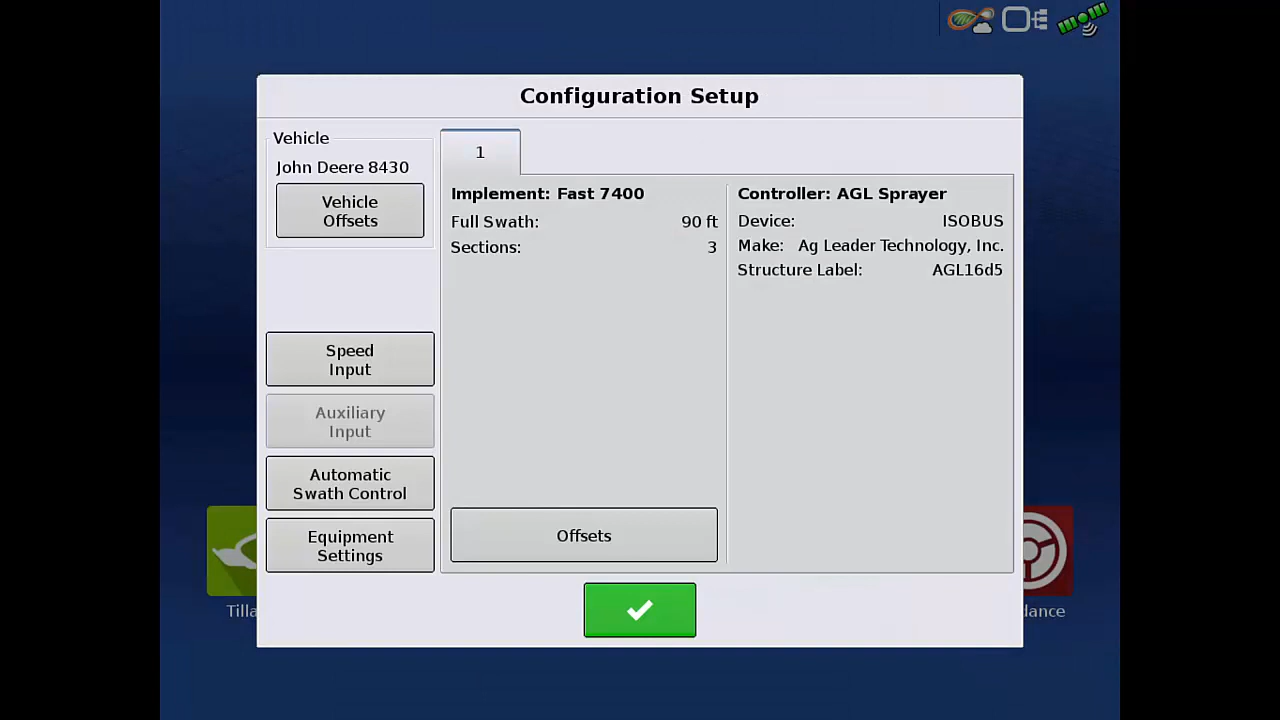 Configuration Setup
Vehicle
John Deere 8430
Vehicle
Offsets
Speed
Input
Auxiliary
Input
Automatic
Swath Control
Equipment
Settings
1
Implement: Fast 7400
Full Swath: 90 ft
Sections: 3
Offsets
Controller: AGL Sprayer
Device: ISOBUS
Make: Ag Leader Technology, Inc.
Structure Label: AGL16d5
Tilla
dance